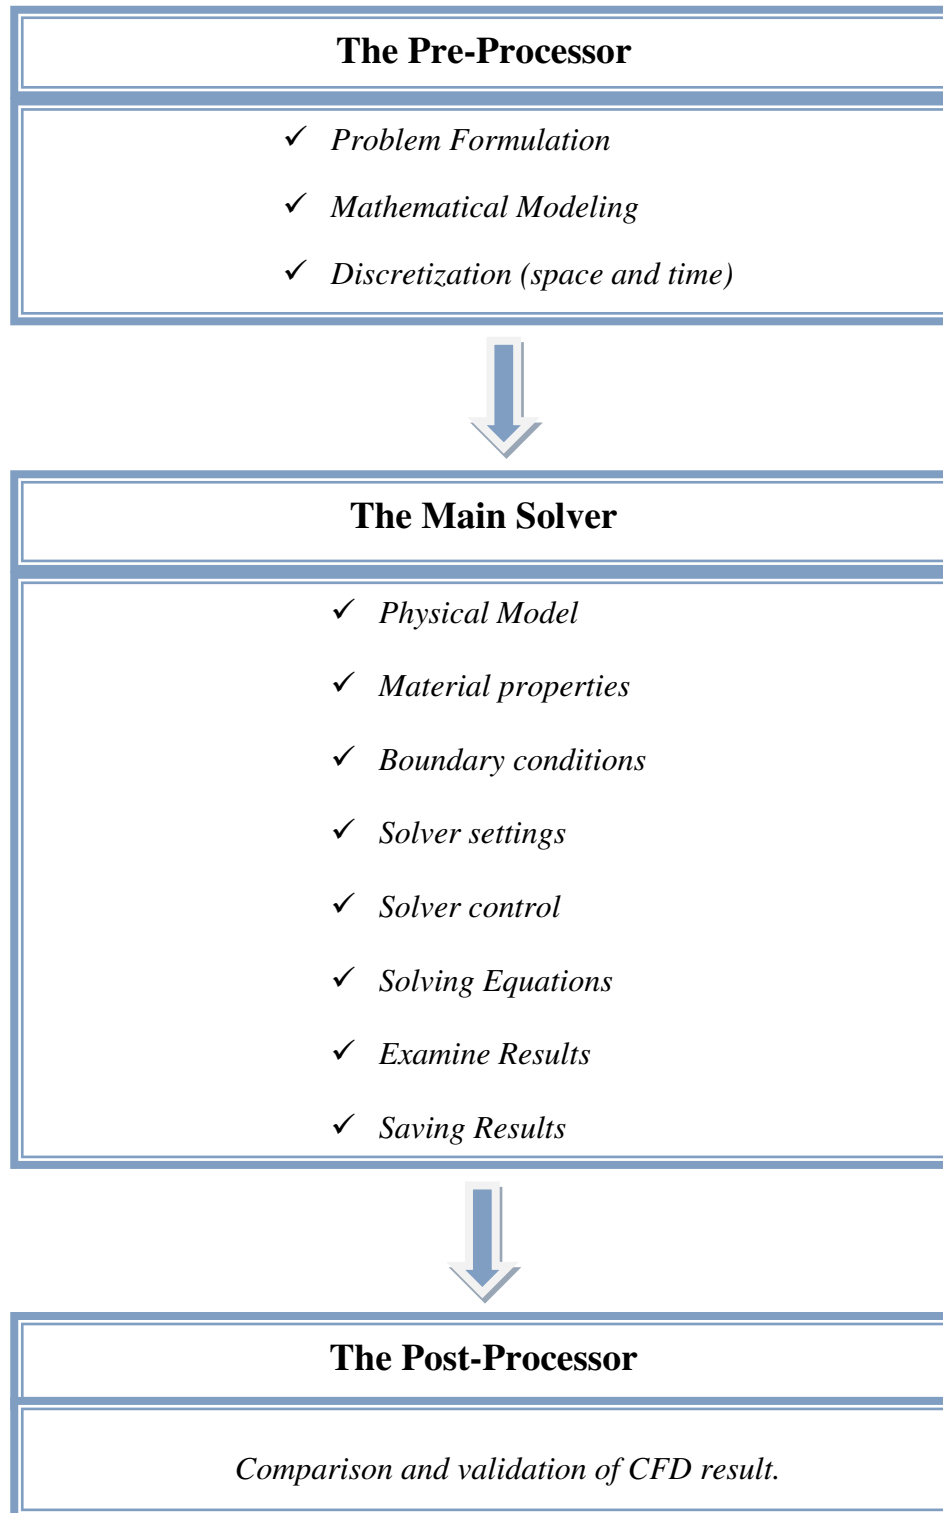 The Pre-Processor
✓ Problem Formulation
✓ Mathematical Modeling
✓ Discretization (space and time)
The Main Solver
✓ Physical Model
✓ Material properties
✓ Boundary conditions
✓ Solver settings
✓ Solver control
✓ Solving Equations
✓ Examine Results
✓ Saving Results
The Post-Processor
Comparison and validation of CFD result.